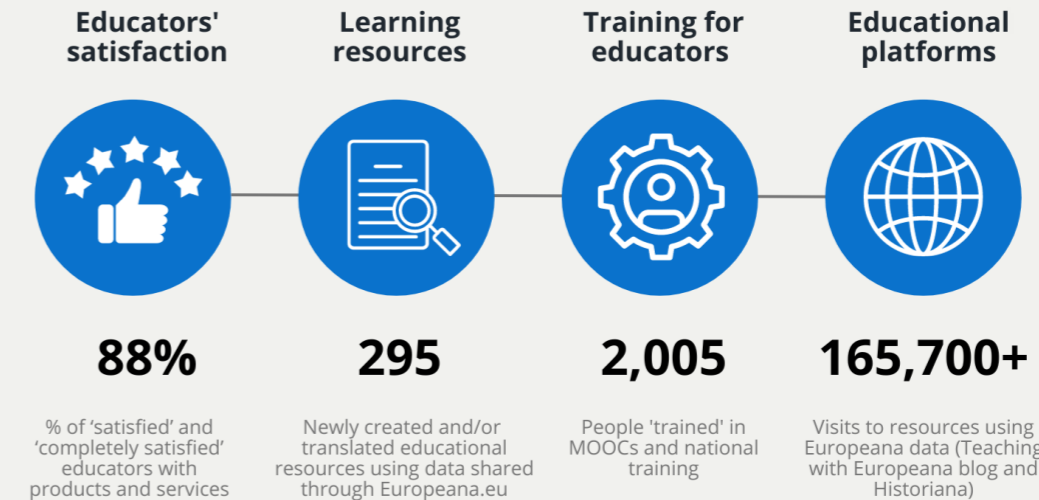 Educators'
satisfaction
88%
% of ‘satisfied’ and
‘completely satisfied’
educators with
products and services
Learning
resources
295
Newly created and/or
translated educational
resources using data shared
through Europeana.eu
Training for
educators
2,005
People 'trained' in
MOOCs and national
training
Educational
platforms
165,700+
Visits to resources using
Europeana data (Teaching
with Europeana blog and
Historiana)